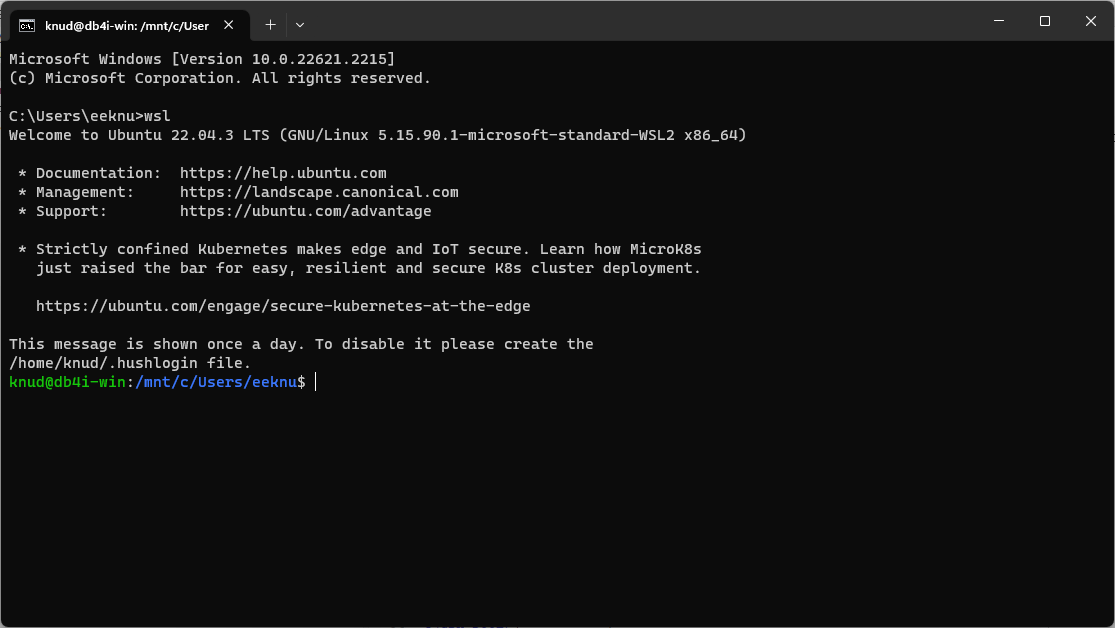 knud@db4i-win: /mnt/c/User
Microsoft Windows [Version 10.0.22621.2215]
(c) Microsoft Corporation. All rights reserved.
C:\Users\eeknu>wsl
Welcome to Ubuntu 22.04.3 LTS (GNU/Linux 5.15.90.1-microsoft-standard-WSL2 x86_64)
* Documentation:  https://help.ubuntu.com
* Management:     https://landscape.canonical.com
* Support:        https://ubuntu.com/advantage
* Strictly confined Kubernetes makes edge and IoT secure. Learn how MicroK8s
just raised the bar for easy, resilient and secure K8s cluster deployment.
https://ubuntu.com/engage/secure-kubernetes-at-the-edge
This message is shown once a day. To disable it please create the
/home/knud/.hushlogin file.
knud@db4i-win:/mnt/c/Users/eeknu$